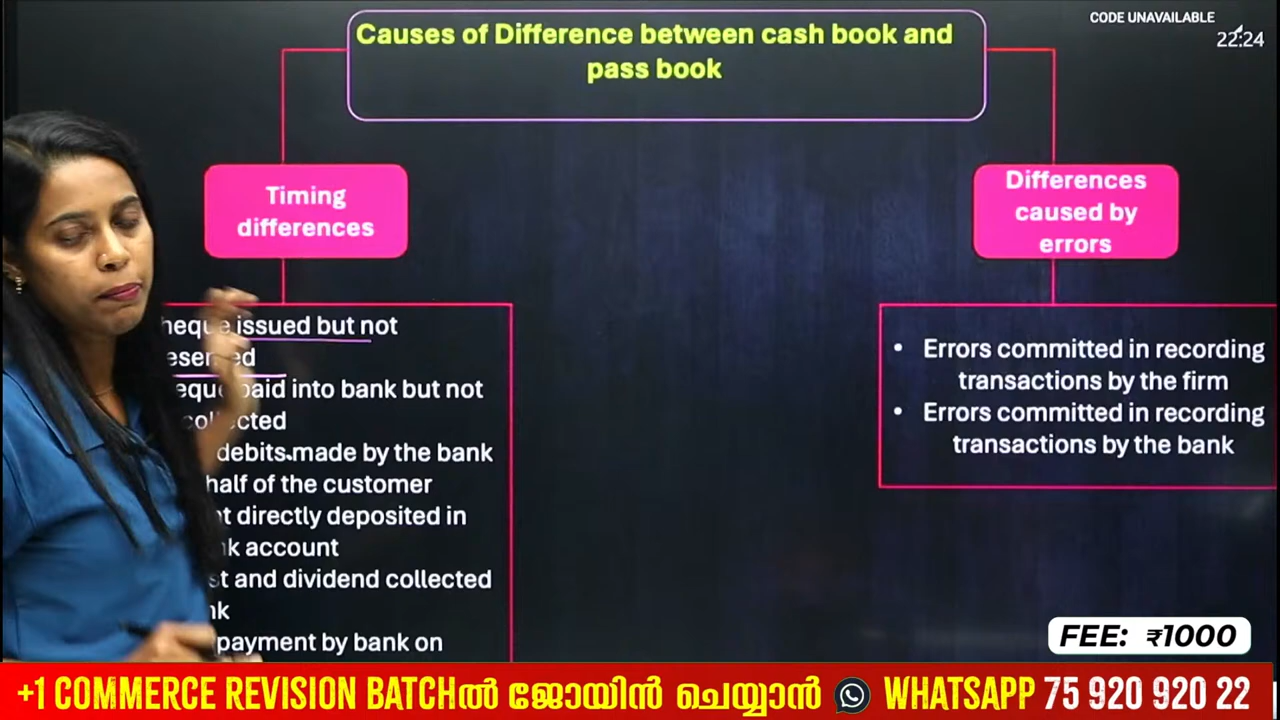 CODE UNAVAILABLE
22:24
Causes of Difference between cash book and
pass book
Timing
differences
Differences
caused by
errors
issued but not
paid into bank but not
debits made by the bank
half of the customer
directly deposited in
account
and dividend collected
payment by bank on
• Errors committed in recording
transactions by the firm
• Errors committed in recording
transactions by the bank
FEE: ₹1000
+1 COMMERCE REVISION BATCHൽ ജോയിൻ ചെയ്യാൻ WHATSAPP 75 920 920 22